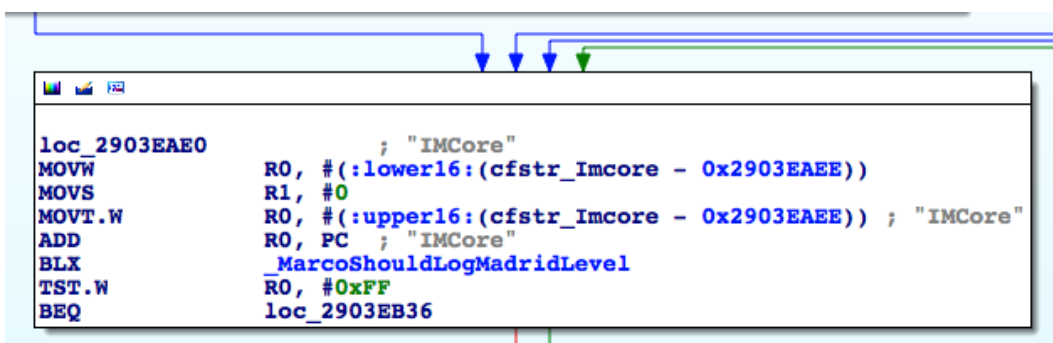 loc_2903EAE0 ; "IMCore"
MOVW R0, #(:lower16:(cfstr_Imcore - 0x2903EAEE))
MOVS R1, #0
MOVT.W R0, #(:upper16:(cfstr_Imcore - 0x2903EAEE)) ; "IMCore"
ADD R0, PC ; "IMCore"
BLX _MarcoShouldLogMadridLevel
TST.W R0, #0xFF
BEQ loc_2903EB36